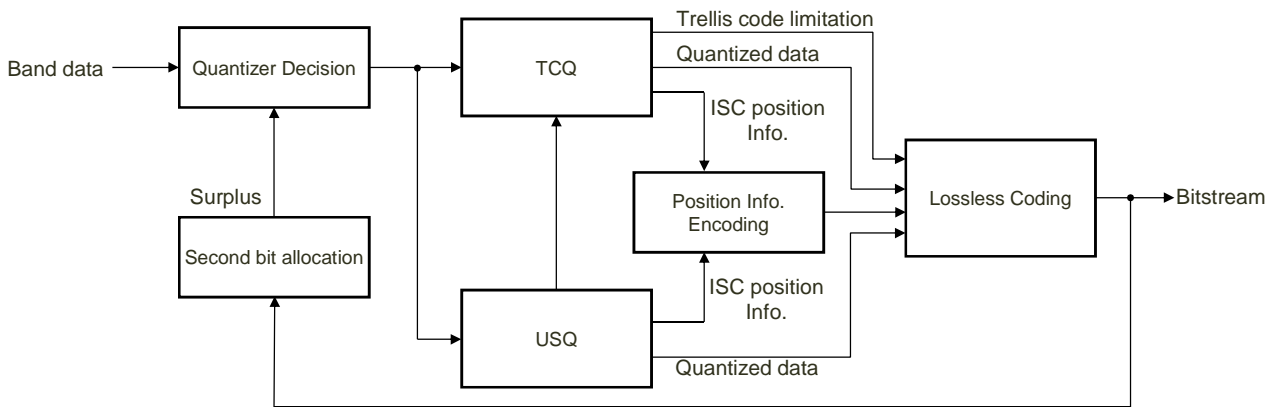 Trellis code limitation
Quantized data
Band data
Quantizer Decision
TCQ
ISC position
Info.
Surplus
Position Info.
Encoding
Lossless Coding
Bitstream
Second bit allocation
ISC position
Info.
USQ
Quantized data